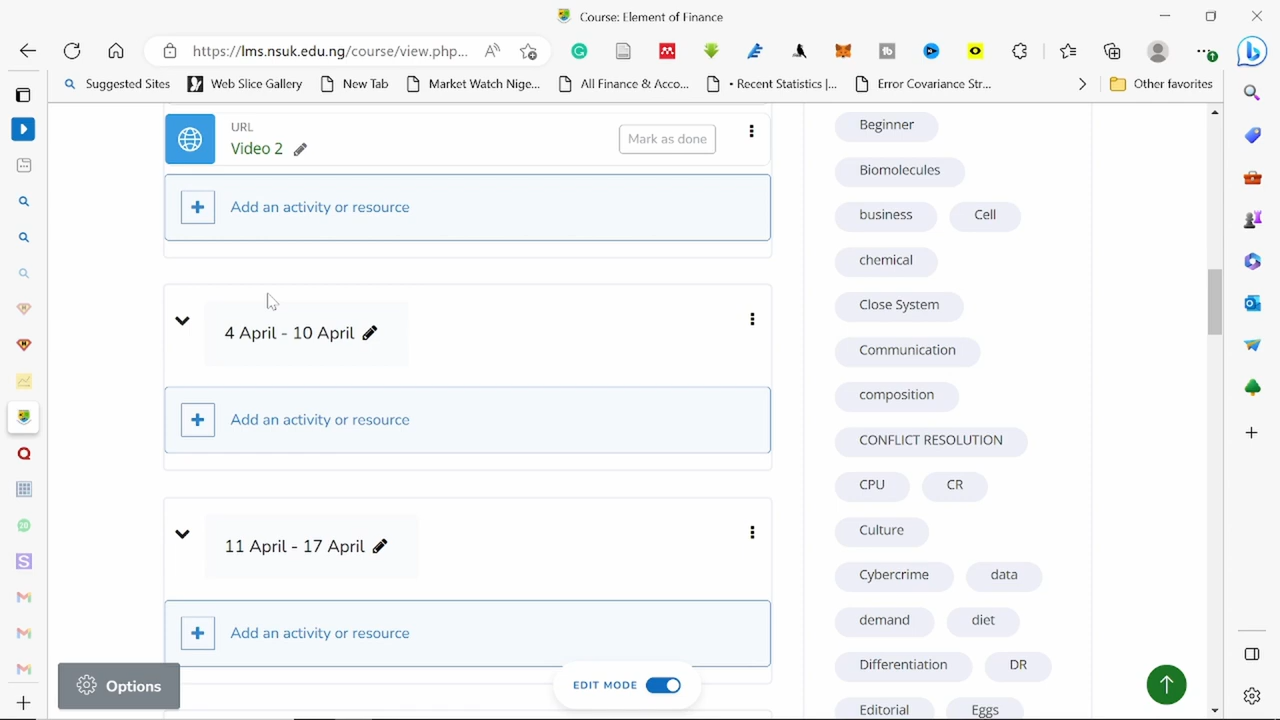 Course: Element of Finance
https://lms.nsuk.edu.ng/course/view.php...
Suggested Sites
Web Slice Gallery
New Tab
Market Watch Nige...
All Finance & Acco...
• Recent Statistics |...
Error Covariance Str...
Other favorites
URL
Video 2
Mark as done
Add an activity or resource
4 April - 10 April
Add an activity or resource
11 April - 17 April
Add an activity or resource
Options
EDIT MODE
Beginner
Biomolecules
business Cell
chemical
Close System
Communication
composition
CONFLICT RESOLUTION
CPU CR
Culture
Cybercrime data
demand diet
Differentiation DR
Editorial Eggs